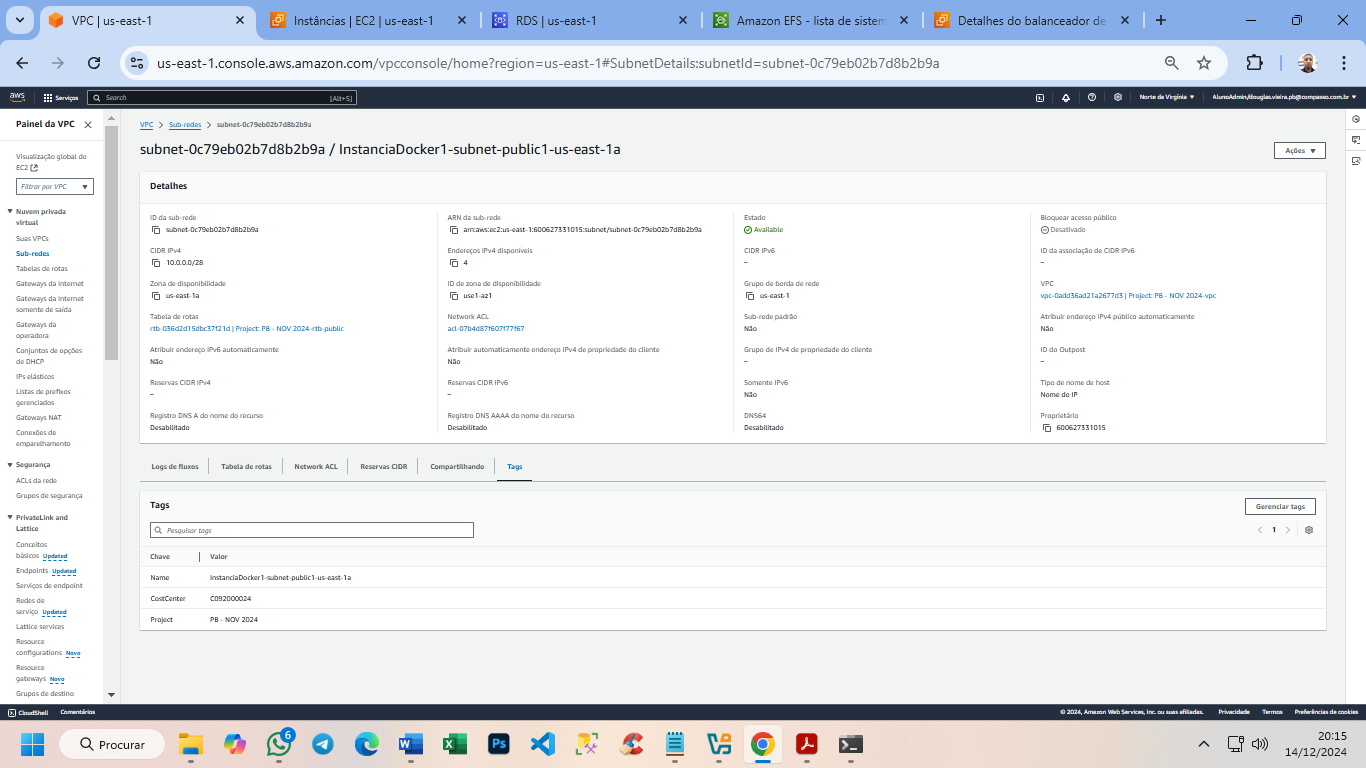 VPC | us-east-1
Instâncias | EC2 | us-east-1
RDS | us-east-1
Amazon EFS - lista de sistem
Detalhes do balanceador de
us-east-1.console.aws.amazon.com/vpcconsole/home?region=us-east-1#SubnetDetails:subnetId=subnet-0c79eb02b7d8b2b9a
aws
Serviços
Search
[Alt+S]
Norte da Virgínia
AlunoAdmin/douglas.vieira.pb@compasso.com.br
Painel da VPC
Visualização global do
EC2
Filtrar por VPC
Nuvem privada
virtual
Suas VPCs
Sub-redes
Tabelas de rotas
Gateways da Internet
Gateways da Internet
somente de saída
Gateways da
operadora
Conjuntos de opções
de DHCP
IPs elásticos
Listas de prefixos
gerenciados
Gateways NAT
Conexões de
emparelhamento
Segurança
ACLs da rede
Grupos de segurança
PrivateLink and
Lattice
Conceitos
básicos Updated
Endpoints Updated
Serviços de endpoint
Redes de
serviço Updated
Lattice services
Resource
configurations Novo
Resource
gateways Novo
Grupos de destino
VPC > Sub-redes > subnet-0c79eb02b7d8b2b9a
subnet-0c79eb02b7d8b2b9a / InstanciaDocker1-subnet-public1-us-east-1a
Ações
Detalhes
ID da sub-rede
subnet-0c79eb02b7d8b2b9a
ARN da sub-rede
arn:aws:ec2:us-east-1:600627331015:subnet/subnet-0c79eb02b7d8b2b9a
Estado
Available
Bloquear acesso público
Desativado
CIDR IPv4
10.0.0.0/28
Endereços IPv4 disponíveis
4
CIDR IPv6
–
ID da associação de CIDR IPv6
–
Zona de disponibilidade
us-east-1a
ID de zona de disponibilidade
use1-az1
Grupo de borda de rede
us-east-1
VPC
vpc-0add36ad21a2677d3 | Project: PB - NOV 2024-vpc
Tabela de rotas
rtb-036d2d15dbc37f21d | Project: PB - NOV 2024-rtb-public
Network ACL
acl-07b4d87f607f77f67
Sub-rede padrão
Não
Atribuir endereço IPv4 público automaticamente
Não
Atribuir endereço IPv6 automaticamente
Não
Atribuir automaticamente endereço IPv4 de propriedade do cliente
Não
Grupo de IPv4 de propriedade do cliente
–
ID do Outpost
–
Reservas CIDR IPv4
–
Reservas CIDR IPv6
–
Somente IPv6
Não
Tipo de nome de host
Nome do IP
Registro DNS A do nome do recurso
Desabilitado
Registro DNS AAAA do nome do recurso
Desabilitado
DNS64
Desabilitado
Proprietário
600627331015
Logs de fluxos
Tabela de rotas
Network ACL
Reservas CIDR
Compartilhando
Tags
Tags
Gerenciar tags
Pesquisar tags
1
Chave Valor
Name InstanciaDocker1-subnet-public1-us-east-1a
CostCenter C092000024
Project PB - NOV 2024
CloudShell
Comentários
© 2024, Amazon Web Services, Inc. ou suas afiliadas.
Privacidade
Termos
Preferências de cookies
Procurar
6
20:15
14/12/2024